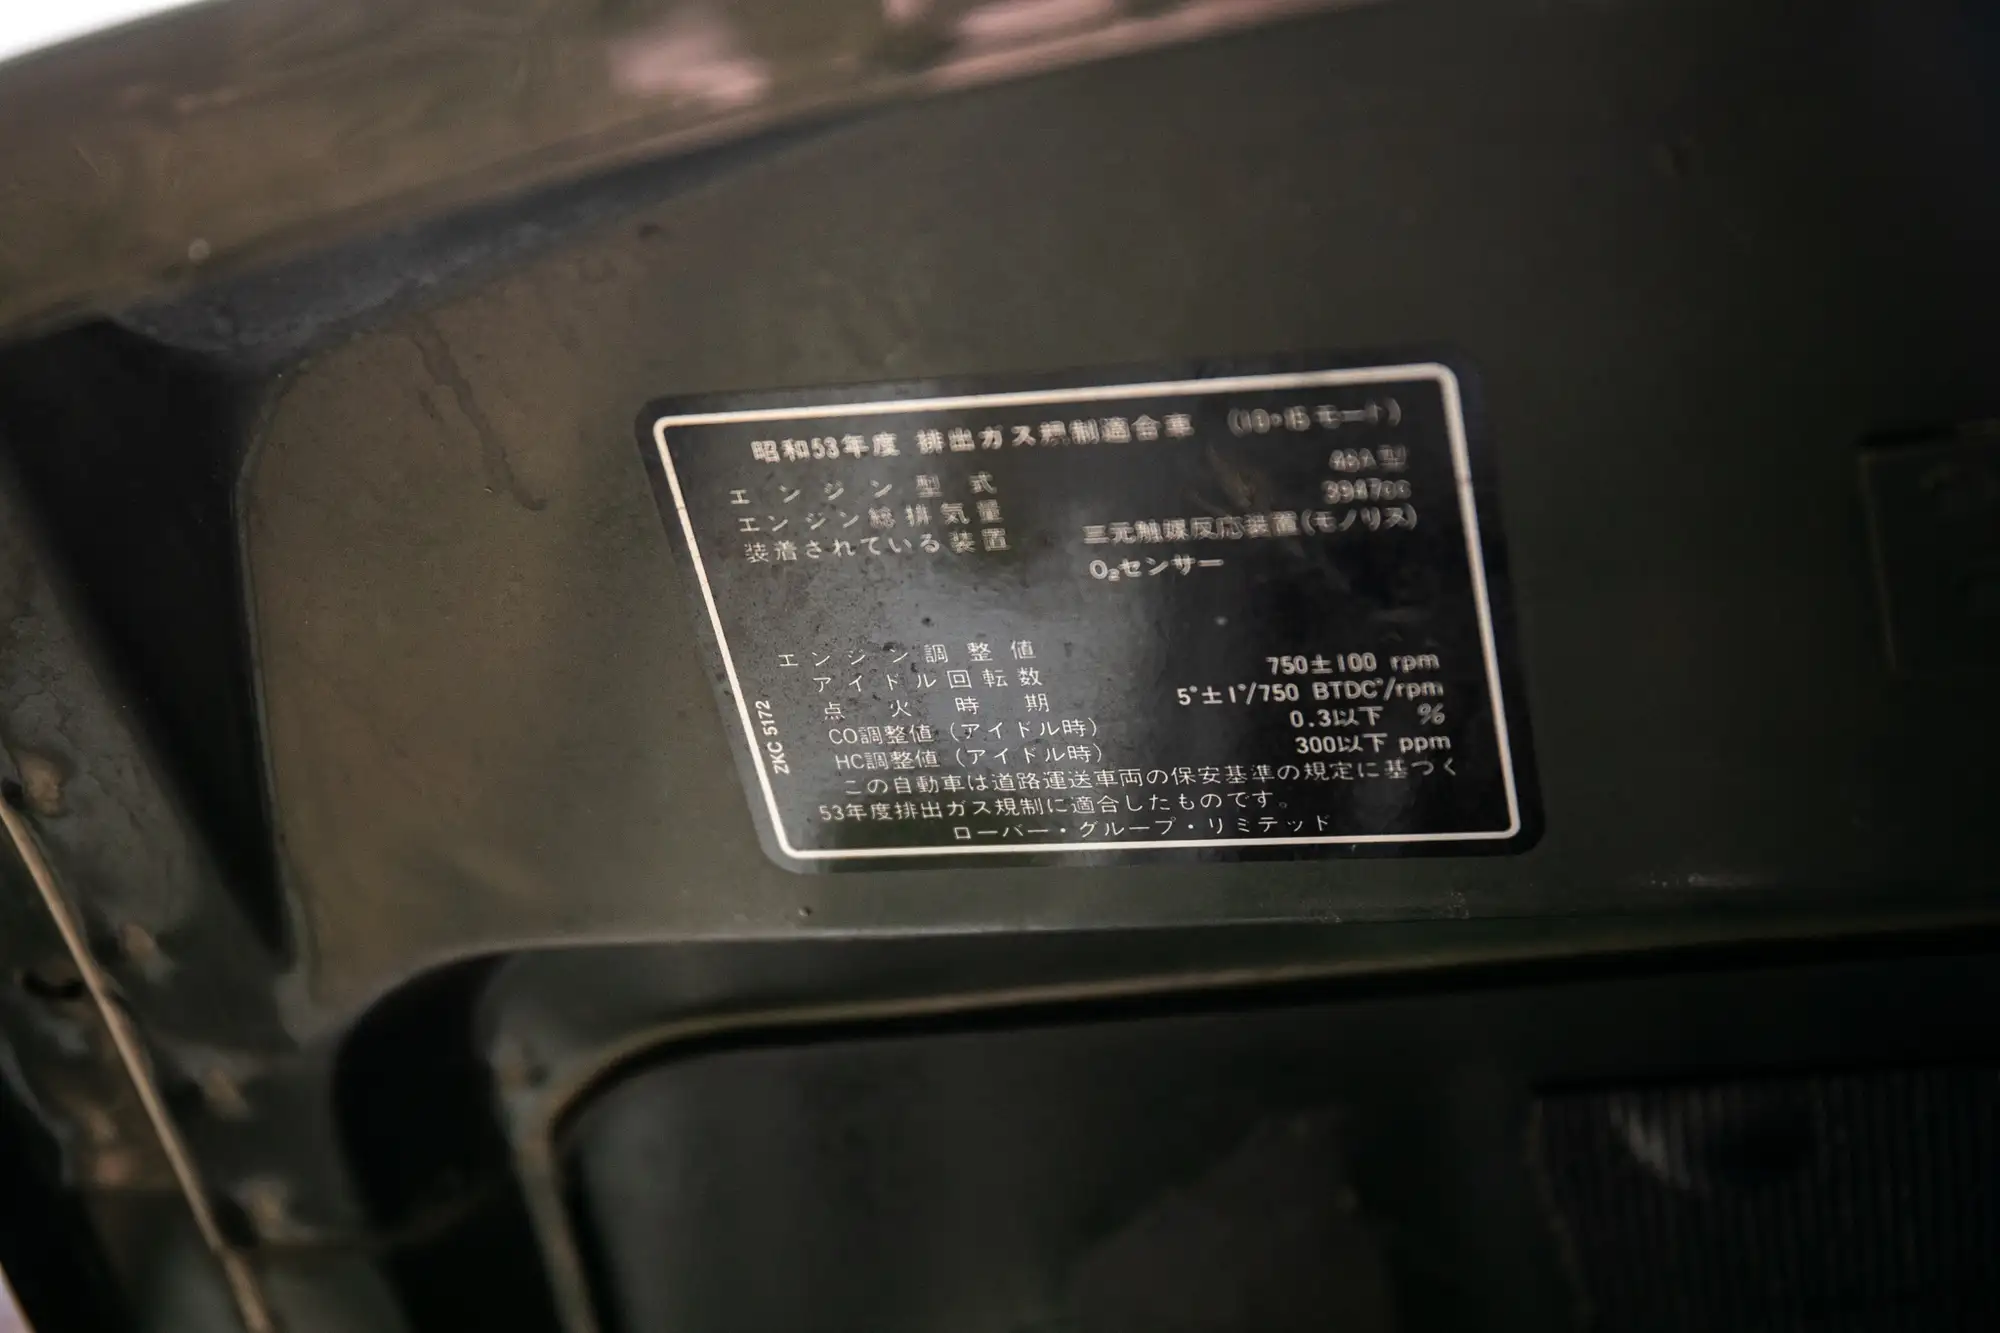 昭和53年度 排出ガス規制適合車 (10・15モード)
エンジン型式 46A型
エンジン総排気量 3947cc
装着されている装置 三元触媒反応装置(モノリス)
O₂センサー
エンジン調整値
アイドル回転数 750±100 rpm
点火時期 5°±1°/750 BTDC°/rpm
CO調整値(アイドル時) 0.3以下 %
HC調整値(アイドル時) 300以下 ppm
この自動車は道路運送車両の保安基準の規定に基づく
53年度排出ガス規制に適合したものです。
ローバー・グループ・リミテッド
ZKC 5172